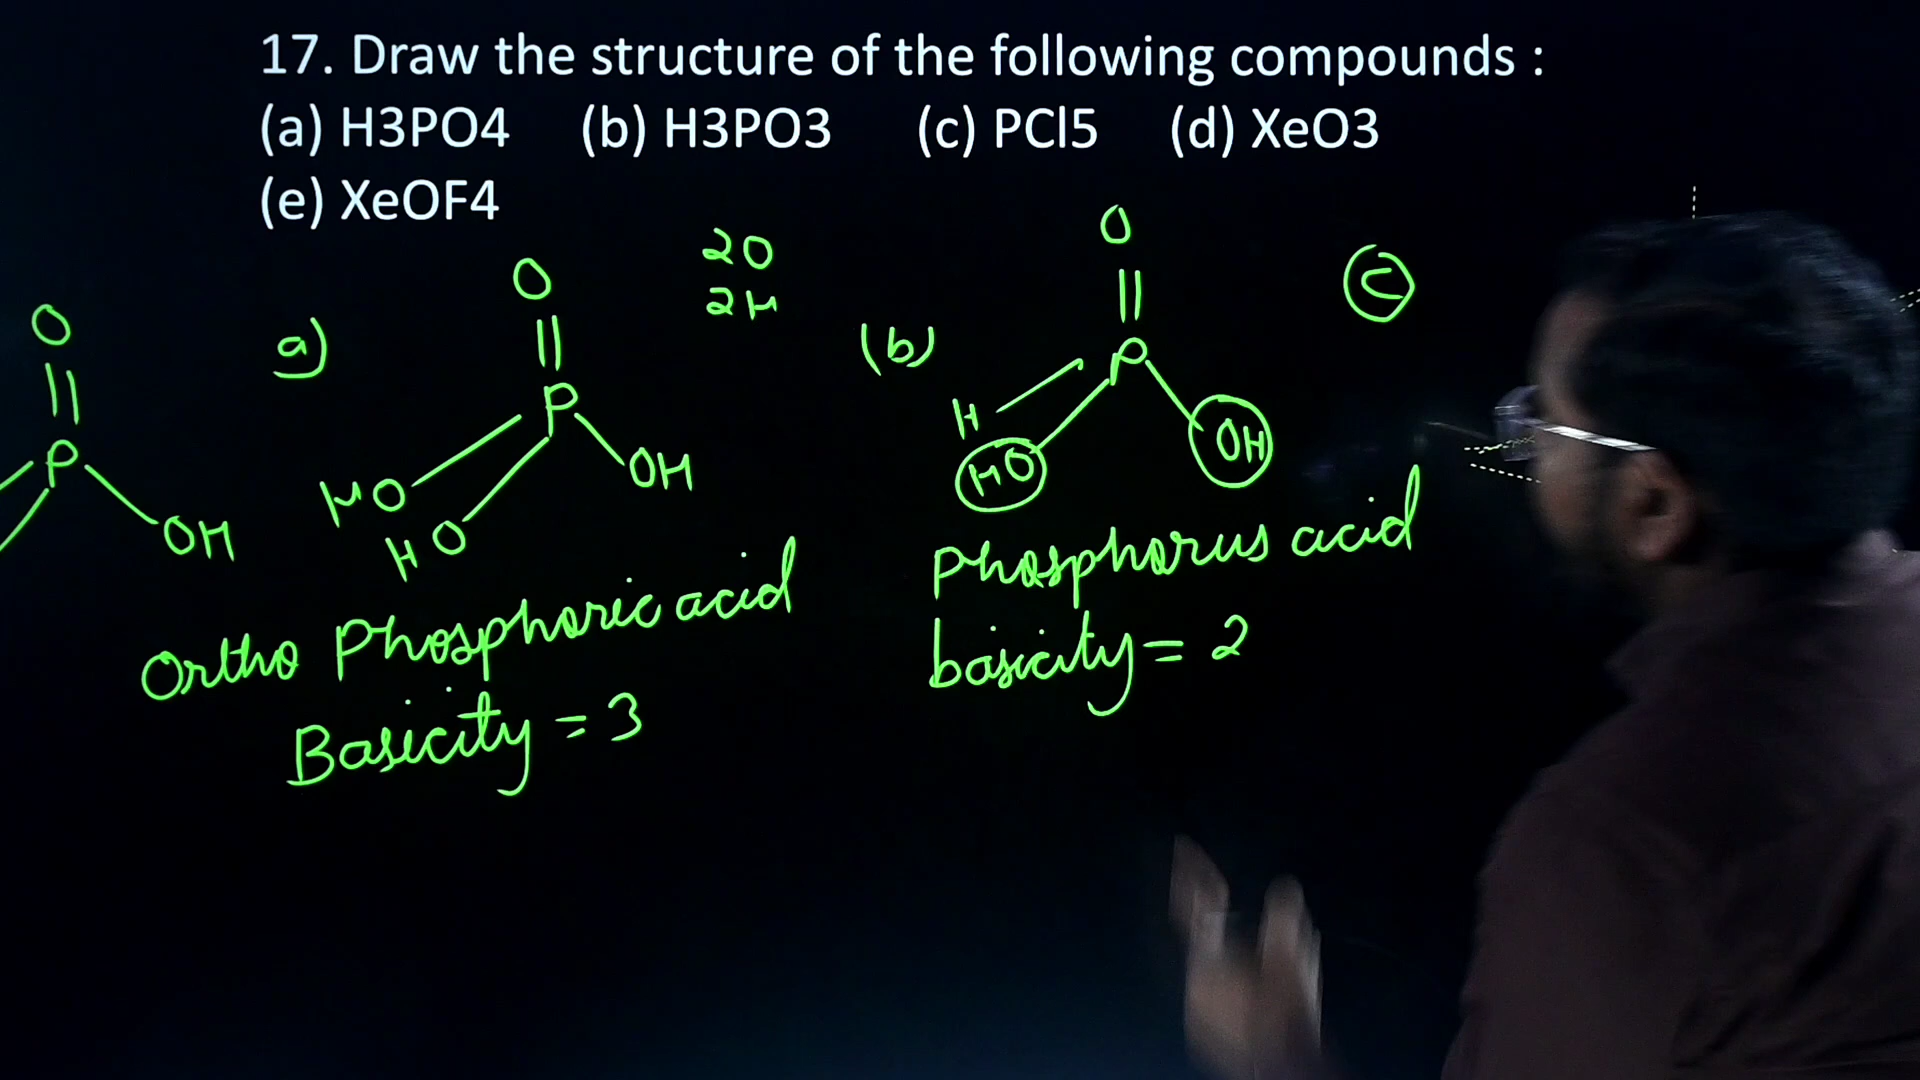 17. Draw the structure of the following compounds :
(a) H3PO4 (b) H3PO3 (c) PCl5 (d) XeO3
(e) XeOF4
O
P
OH
a)
O
P
HO
HO
OH
Ortho Phosphoric acid
Basicity = 3
2O
2H
(b)
O
P
H
HO
OH
Phosphorus acid
basicity = 2
C